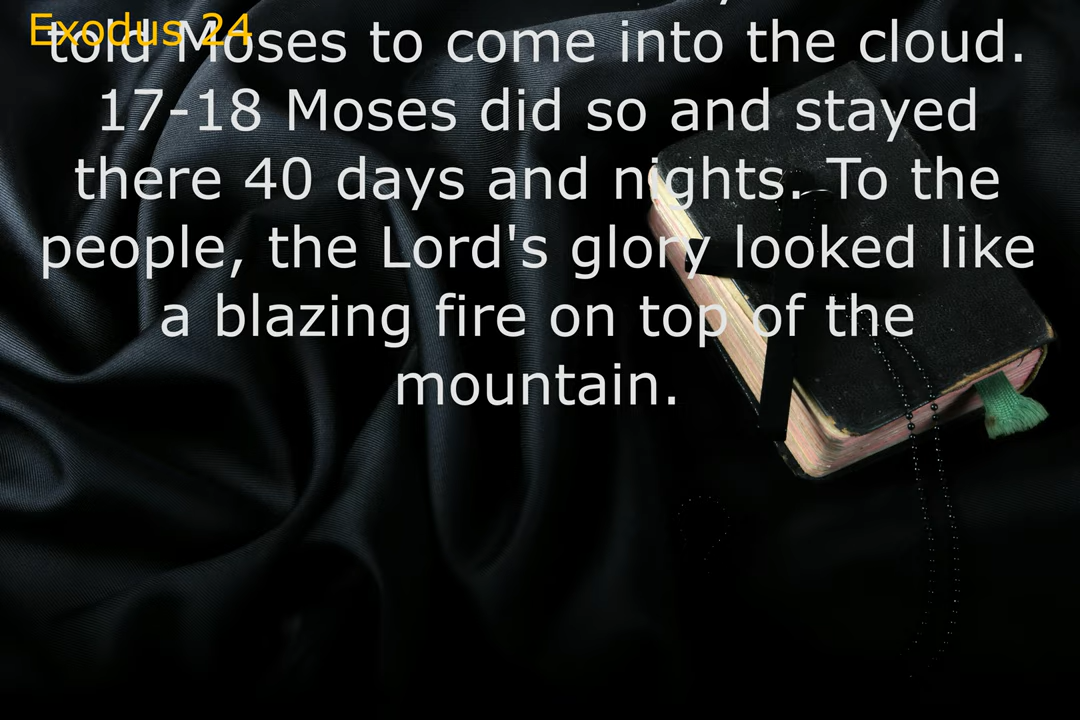 Exodus 24
told Moses to come into the cloud.
17-18 Moses did so and stayed
there 40 days and nights. To the
people, the Lord's glory looked like
a blazing fire on top of the
mountain.